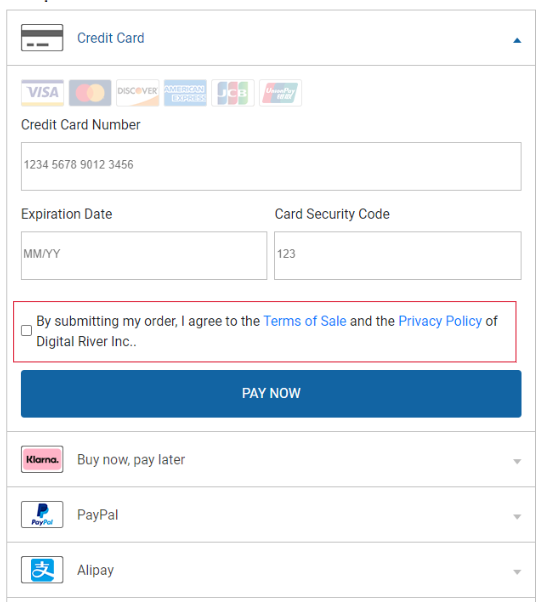 Credit Card
VISA DISCOVER AMERICAN EXPRESS JCB UnionPay
Credit Card Number
1234 5678 9012 3456
Expiration Date Card Security Code
MM/YY 123
By submitting my order, I agree to the Terms of Sale and the Privacy Policy of
Digital River Inc..
PAY NOW
Klarna. Buy now, pay later
PayPal PayPal
支 Alipay